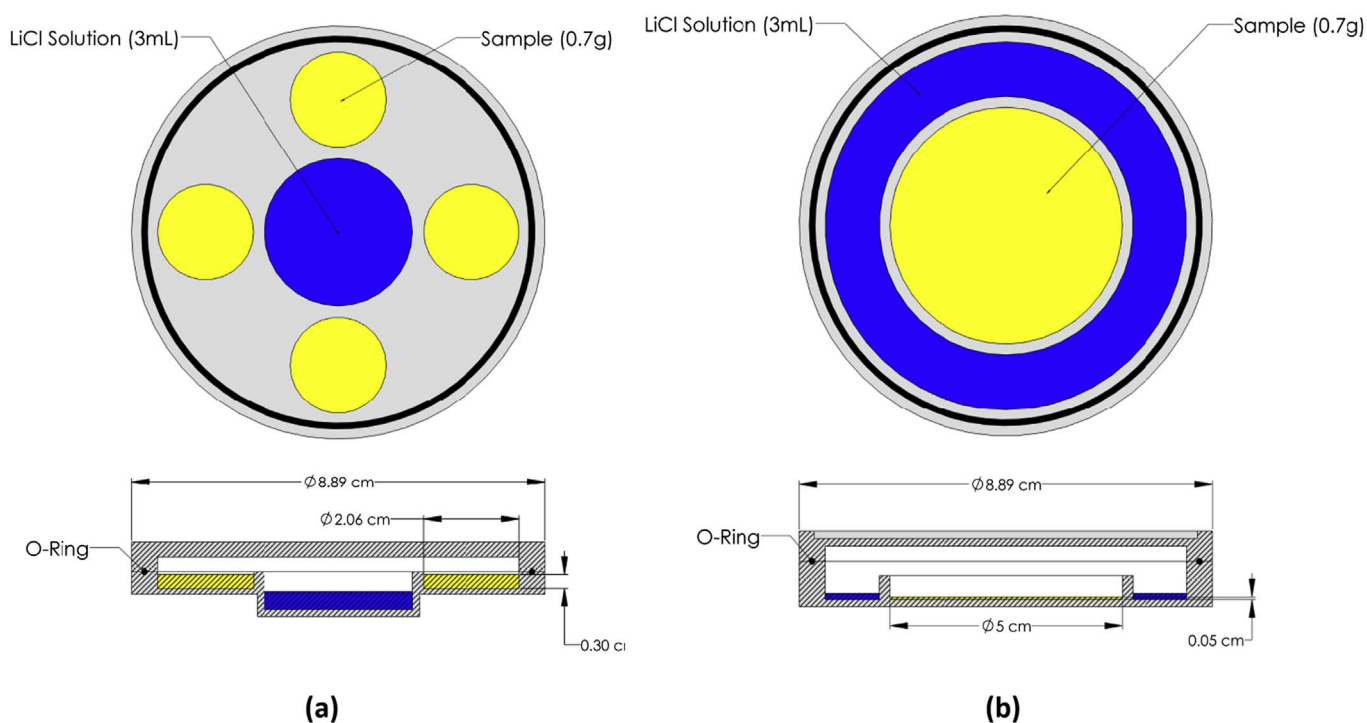 LiCl Solution (3mL)
Sample (0.7g)
LiCl Solution (3mL)
Sample (0.7g)
Ø8.89 cm
Ø2.06 cm
O-Ring
0.30 c
Ø8.89 cm
O-Ring
Ø5 cm
0.05 cm
(a)
(b)